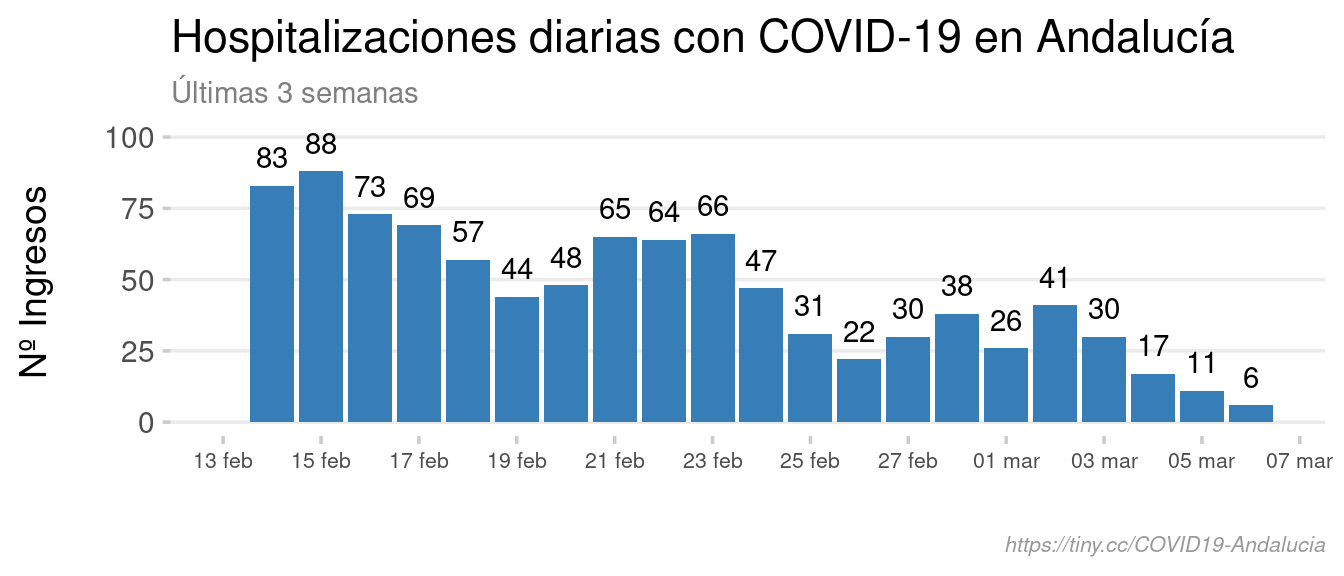 Hospitalizaciones diarias con COVID-19 en Andalucía
Últimas 3 semanas
Nº Ingresos
100
75
50
25
0
83
88
73
69
57
44
48
65
64
66
47
31
22
30
38
26
41
30
17
11
6
13 feb
15 feb
17 feb
19 feb
21 feb
23 feb
25 feb
27 feb
01 mar
03 mar
05 mar
07 mar
https://tiny.cc/COVID19-Andalucia